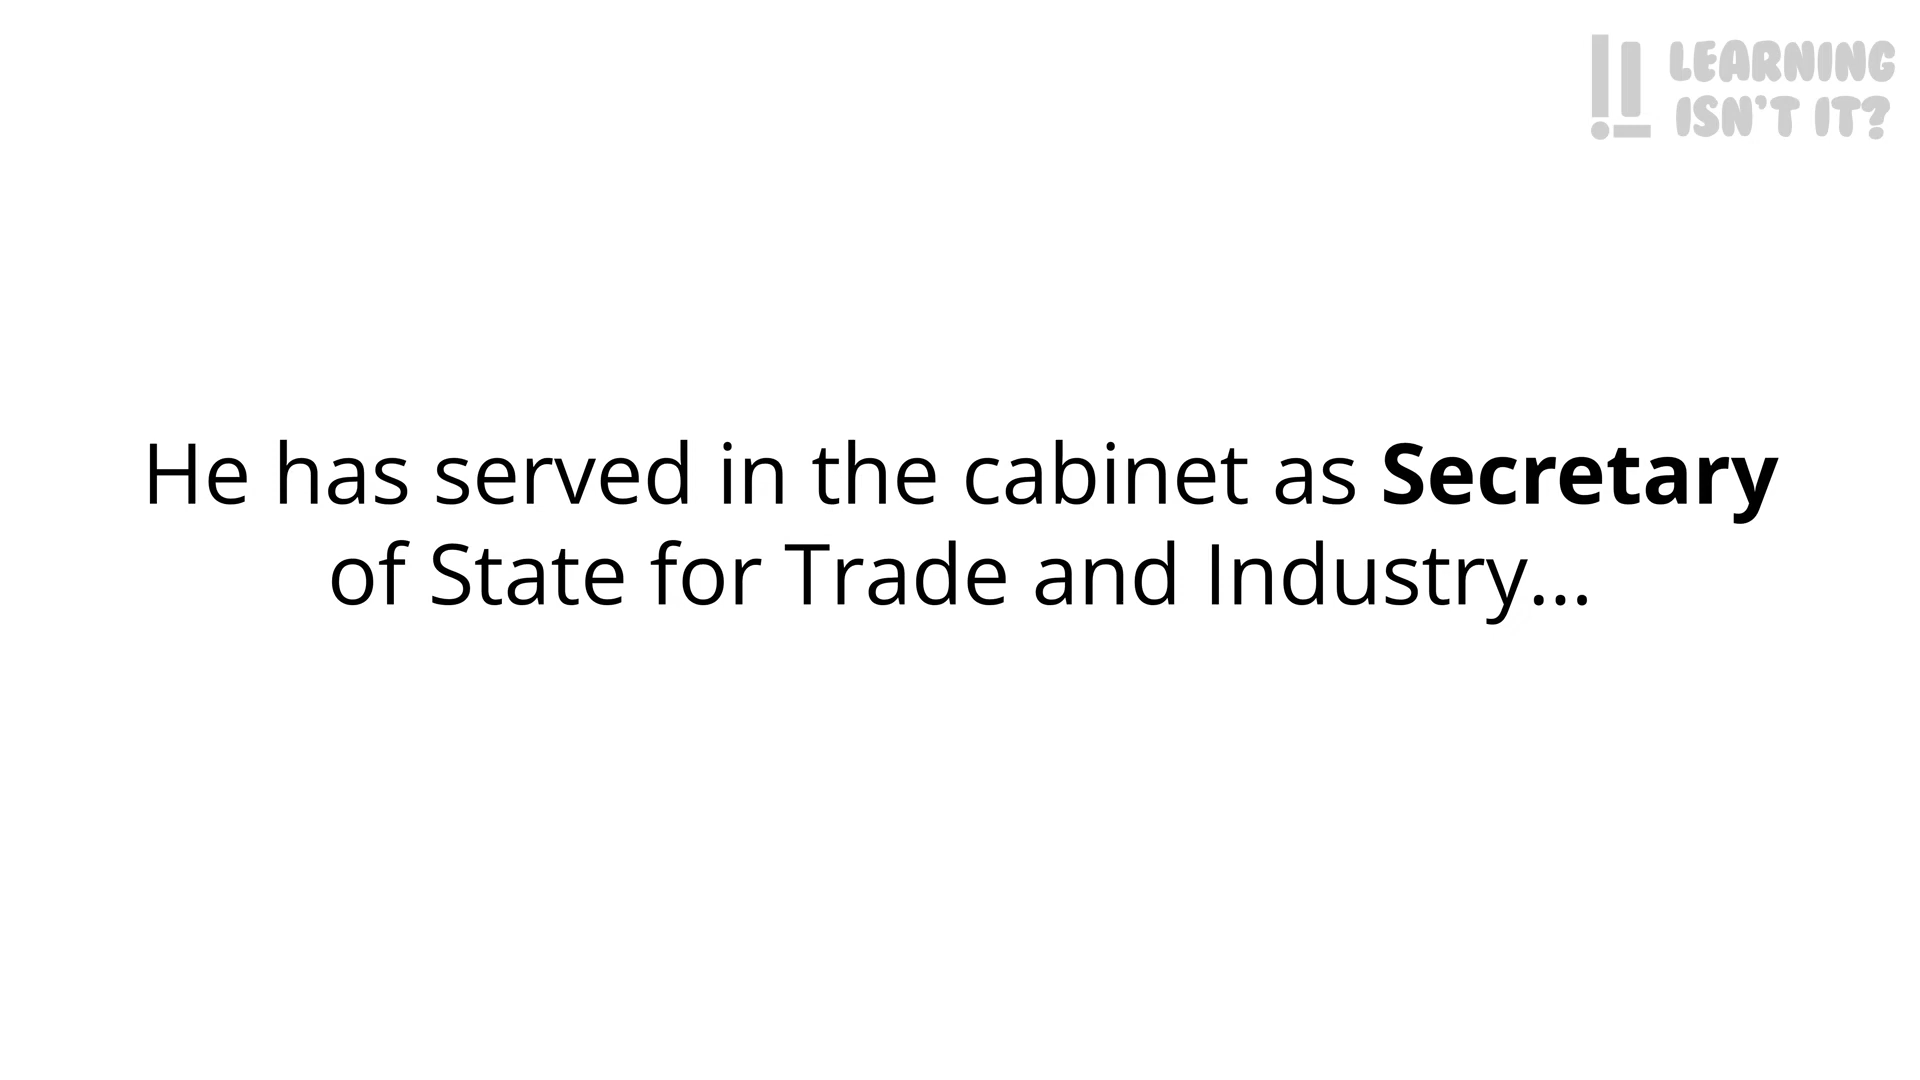 LEARNING
ISN'T IT?
He has served in the cabinet as Secretary
of State for Trade and Industry...